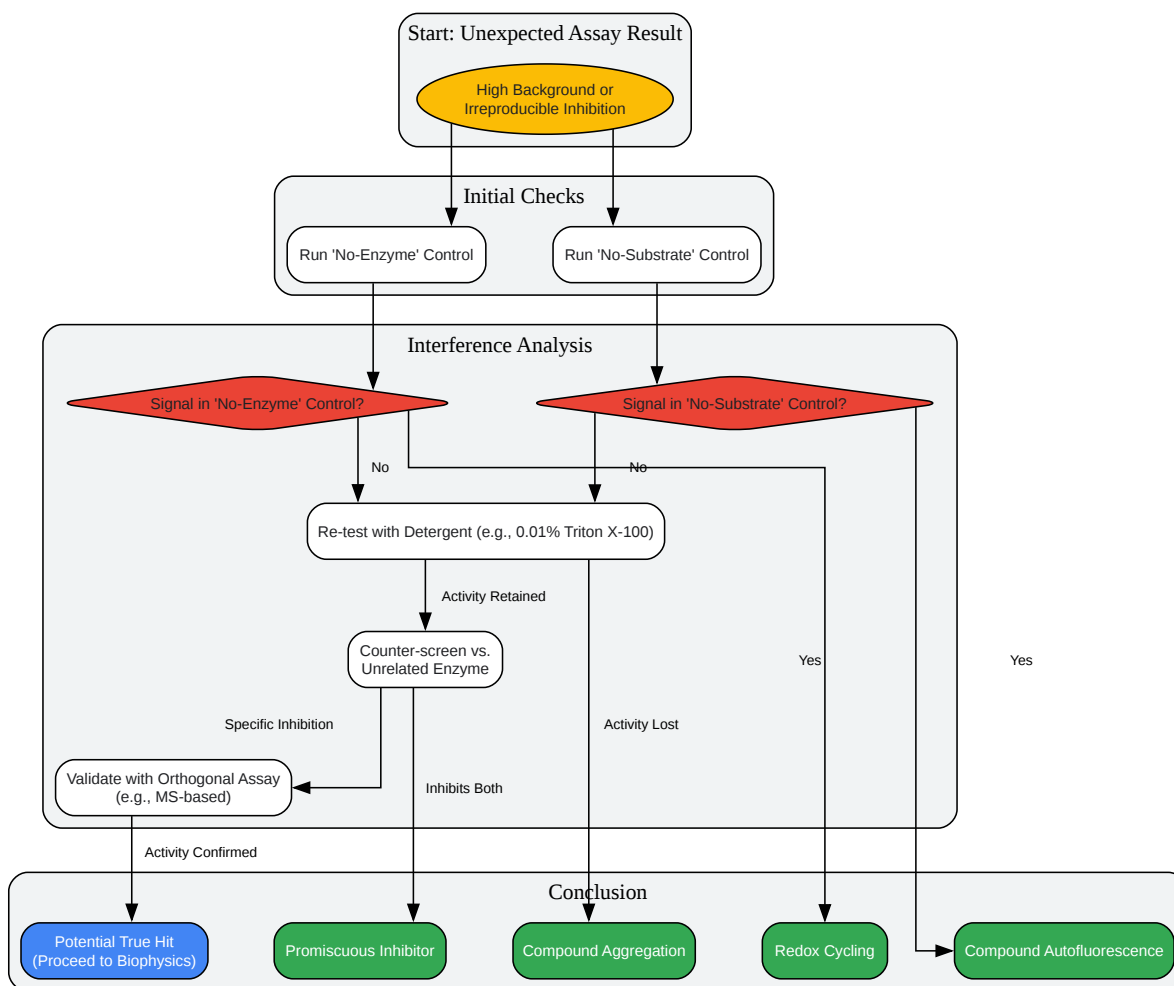 Start: Unexpected Assay Result
High Background or
Irreproducible Inhibition
Initial Checks
Run 'No-Enzyme' Control
Run 'No-Substrate' Control
Interference Analysis
Signal in 'No-Enzyme' Control?
Signal in 'No-Substrate' Control?
No
No
Re-test with Detergent (e.g., 0.01% Triton X-100)
Activity Retained
Counter-screen vs.
Unrelated Enzyme
Yes
Yes
Specific Inhibition
Activity Lost
Validate with Orthogonal Assay
(e.g., MS-based)
Inhibits Both
Activity Confirmed
Conclusion
Potential True Hit
(Proceed to Biophysics)
Promiscuous Inhibitor
Compound Aggregation
Redox Cycling
Compound Autofluorescence